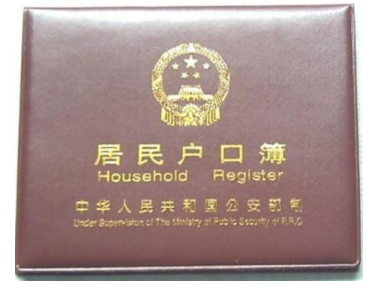 居民户口簿
Household Register
中华人民共和国公安部制
Under Supervision of The Ministry of Public Security of P.R.C